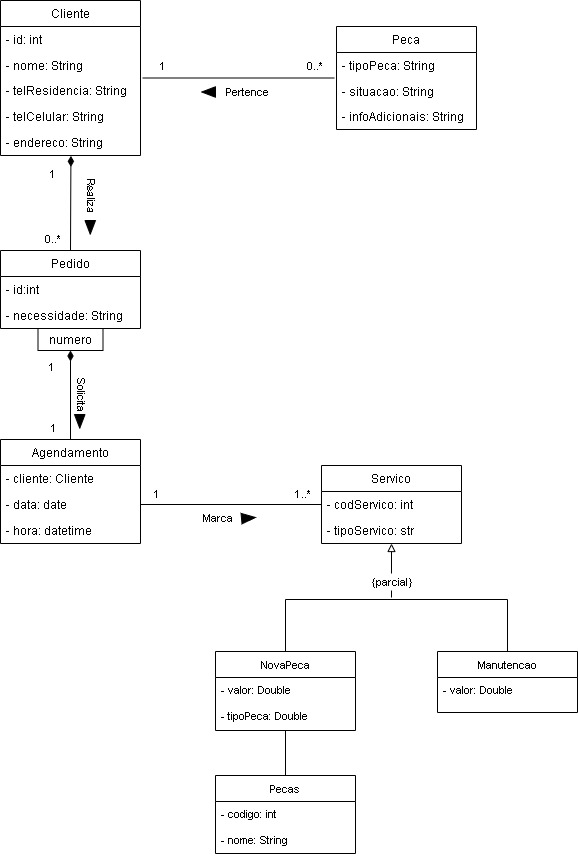 Cliente
- id: int
- nome: String
- telResidencia: String
- telCelular: String
- endereco: String
Peca
- tipoPeca: String
- situacao: String
- infoAdicionais: String
1
0..*
Pertence
1
Realiza
0..*
Pedido
- id:int
- necessidade: String
numero
1
Solicita
1
Agendamento
- cliente: Cliente
- data: date
- hora: datetime
1
1..*
Marca
Servico
- codServico: int
- tipoServico: str
{parcial}
NovaPeca
- valor: Double
- tipoPeca: Double
Manutencao
- valor: Double
Pecas
- codigo: int
- nome: String